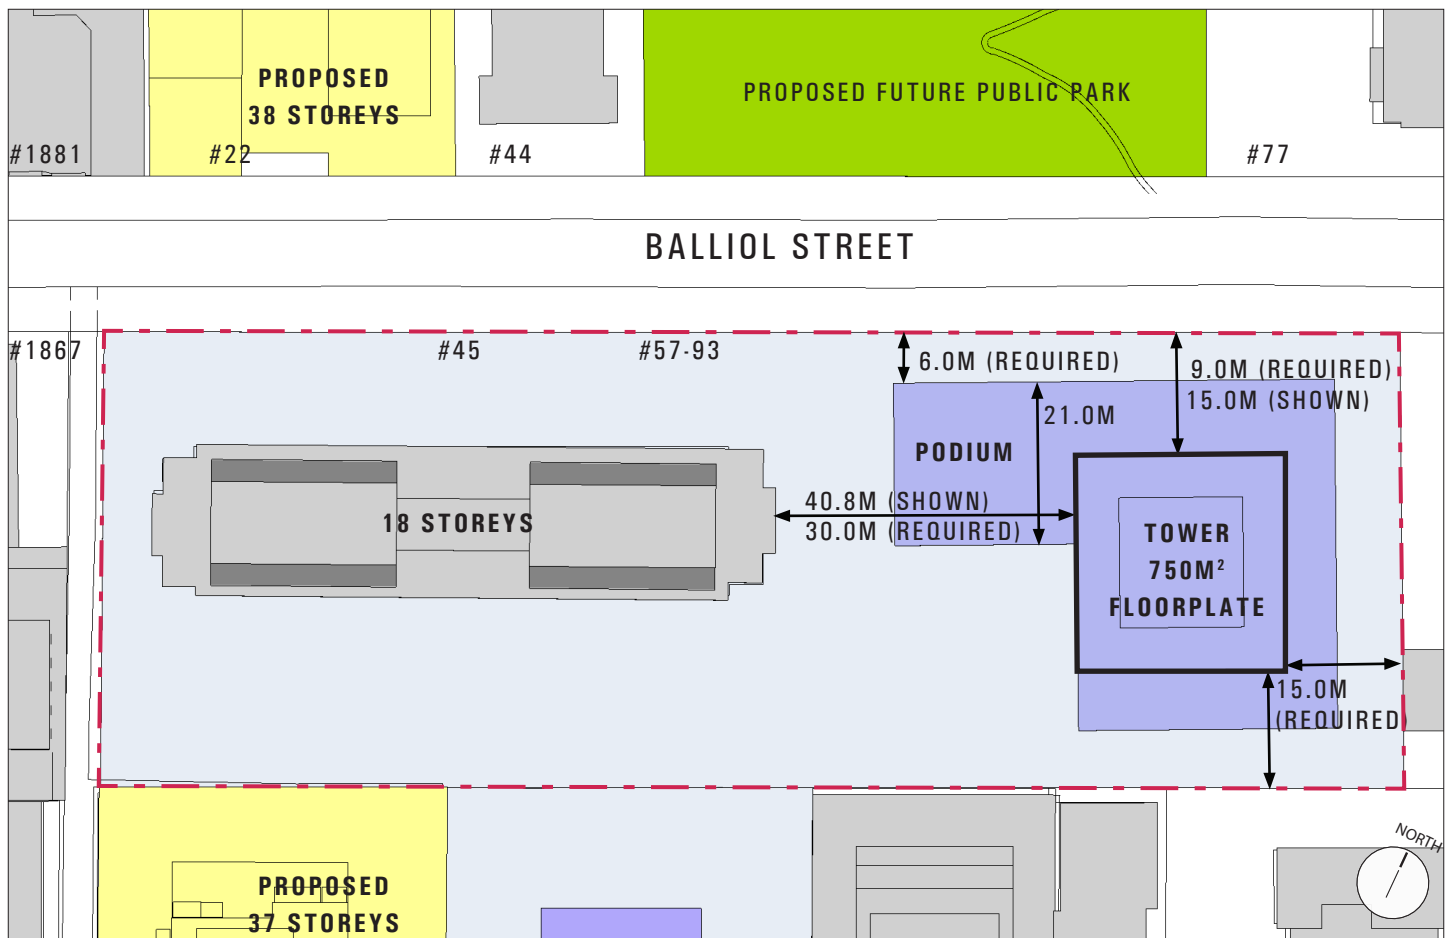 PROPOSED
38 STOREYS
PROPOSED FUTURE PUBLIC PARK
#1881
#22
#44
#77
BALLIOL STREET
#1867
#45
#57-93
6.0M (REQUIRED)
9.0M (REQUIRED)
15.0M (SHOWN)
21.0M
PODIUM
40.8M (SHOWN)
30.0M (REQUIRED)
18 STOREYS
TOWER
750M²
FLOORPLATE
15.0M
(REQUIRED)
NORTH
PROPOSED
37 STOREYS